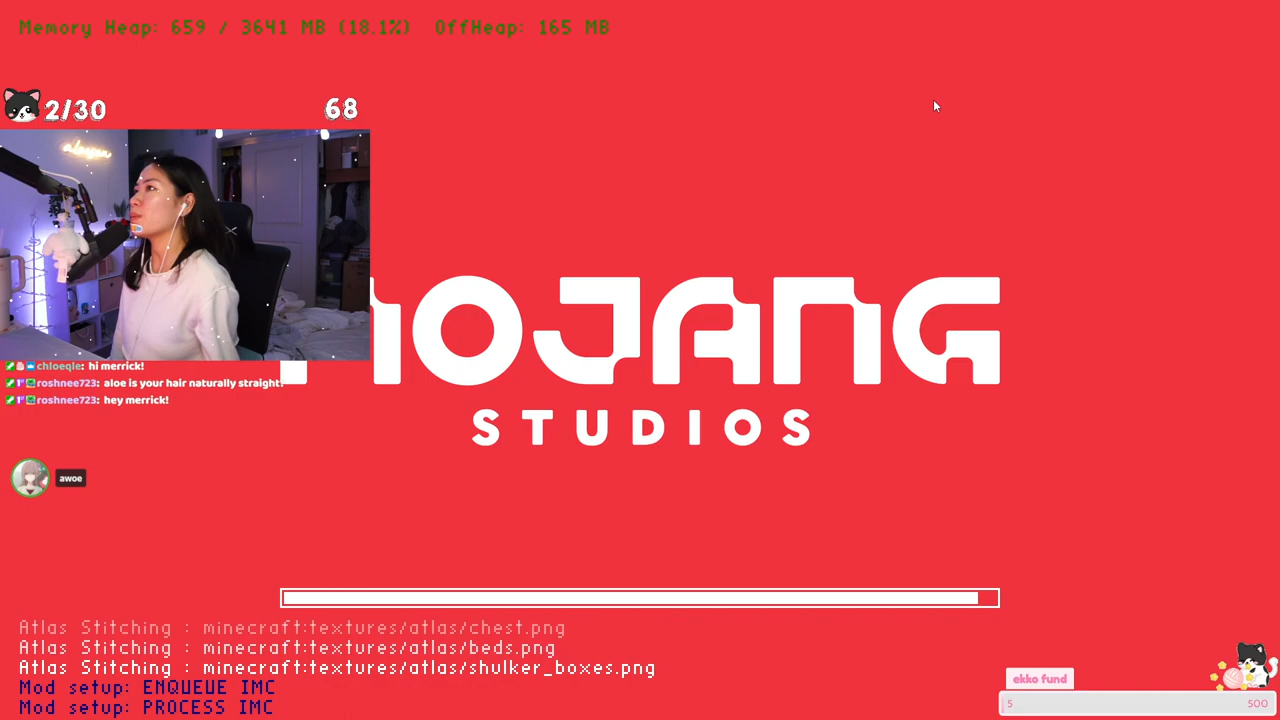 Memory Heap: 659 / 3641 MB (18.1%)  OffHeap: 165 MB
2/30
68
MOJANG
STUDIOS
chloeqle: hi merrick!
roshnee723: aloe is your hair naturally straight?
roshnee723: hey merrick!
awoe
Atlas Stitching : minecraft:textures/atlas/chest.png
Atlas Stitching : minecraft:textures/atlas/beds.png
Atlas Stitching : minecraft:textures/atlas/shulker_boxes.png
Mod setup: ENQUEUE IMC
Mod setup: PROCESS IMC
ekko fund
5
500